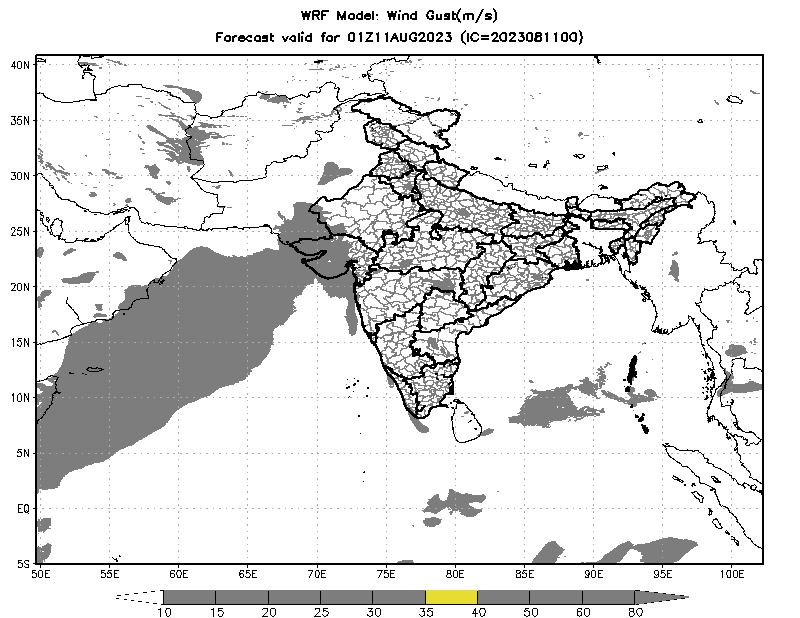 WRF Model: Wind Gust(m/s)
Forecast valid for 01Z11AUG2023 (IC=2023081100)
40N
35N
30N
25N
20N
15N
10N
5N
EQ
5S
50E 55E 60E 65E 70E 75E 80E 85E 90E 95E 100E
10 15 20 25 30 35 40 50 60 80